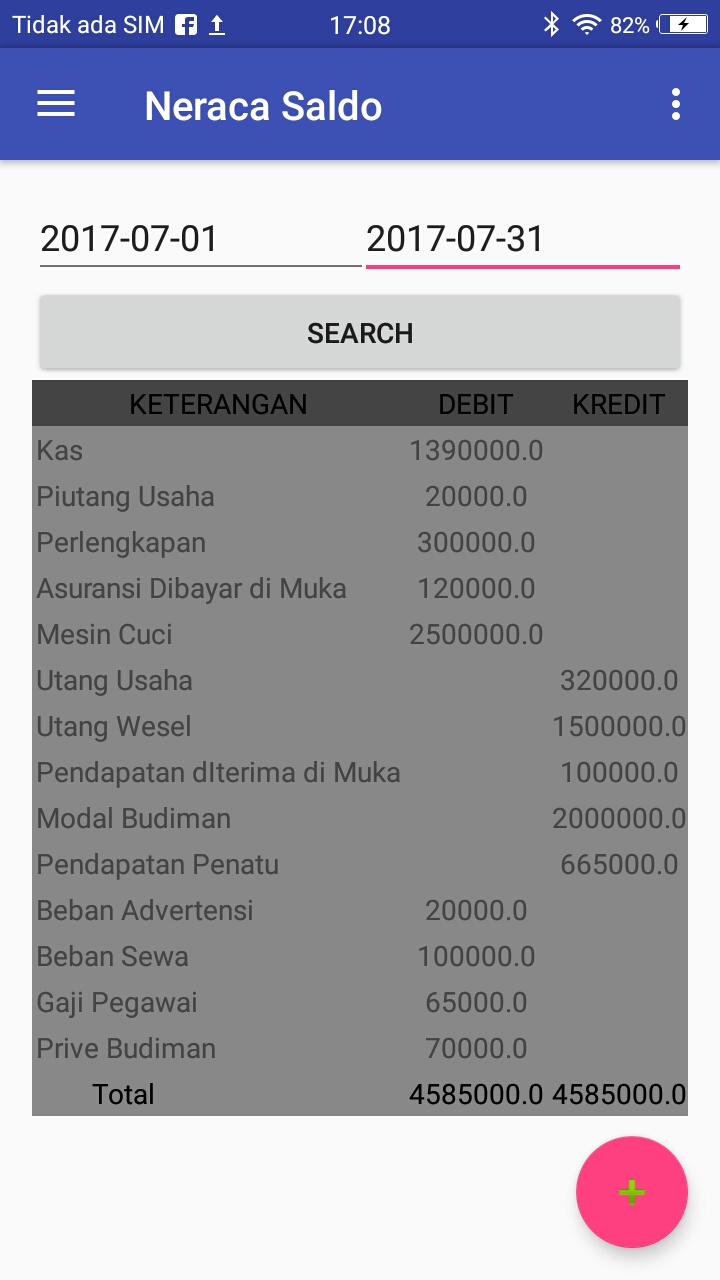 Tidak ada SIM 17:08 82%
Neraca Saldo
2017-07-01 2017-07-31
SEARCH
KETERANGAN DEBIT KREDIT
Kas 1390000.0
Piutang Usaha 20000.0
Perlengkapan 300000.0
Asuransi Dibayar di Muka 120000.0
Mesin Cuci 2500000.0
Utang Usaha 320000.0
Utang Wesel 1500000.0
Pendapatan dIterima di Muka 100000.0
Modal Budiman 2000000.0
Pendapatan Penatu 665000.0
Beban Advertensi 20000.0
Beban Sewa 100000.0
Gaji Pegawai 65000.0
Prive Budiman 70000.0
Total 4585000.0 4585000.0
+